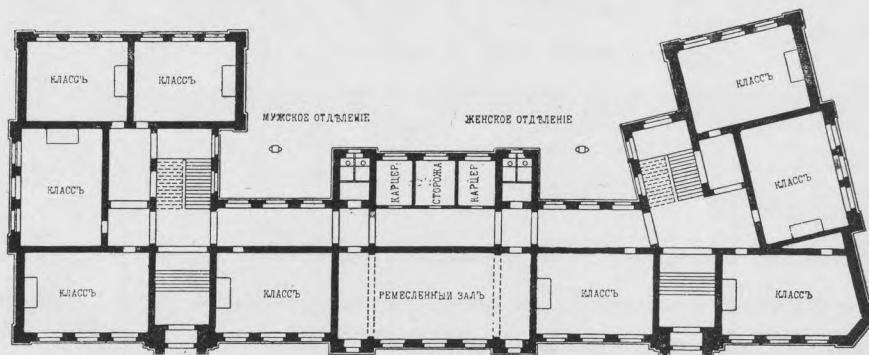 КЛАССЪ
КЛАССЪ
КЛАССЪ
МУЖСКОЕ ОТДѢЛЕНІЕ
ЖЕНСКОЕ ОТДѢЛЕНІЕ
КАРЦЕР.
СТОРОЖА
КАРЦЕР.
КЛАССЪ
КЛАССЪ
КЛАССЪ
КЛАССЪ
РЕМЕСЛЕННЫЙ ЗАЛЪ
КЛАССЪ
КЛАССЪ